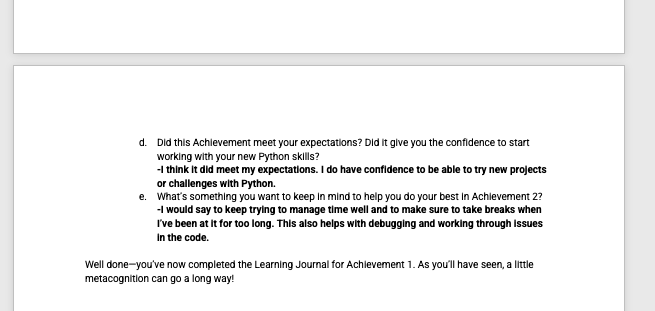 d. Did this Achievement meet your expectations? Did it give you the confidence to start
working with your new Python skills?
-I think it did meet my expectations. I do have confidence to be able to try new projects
or challenges with Python.
e. What's something you want to keep in mind to help you do your best in Achievement 2?
-I would say to keep trying to manage time well and to make sure to take breaks when
I've been at it for too long. This also helps with debugging and working through issues
in the code.
Well done—you've now completed the Learning Journal for Achievement 1. As you'll have seen, a little
metacognition can go a long way!